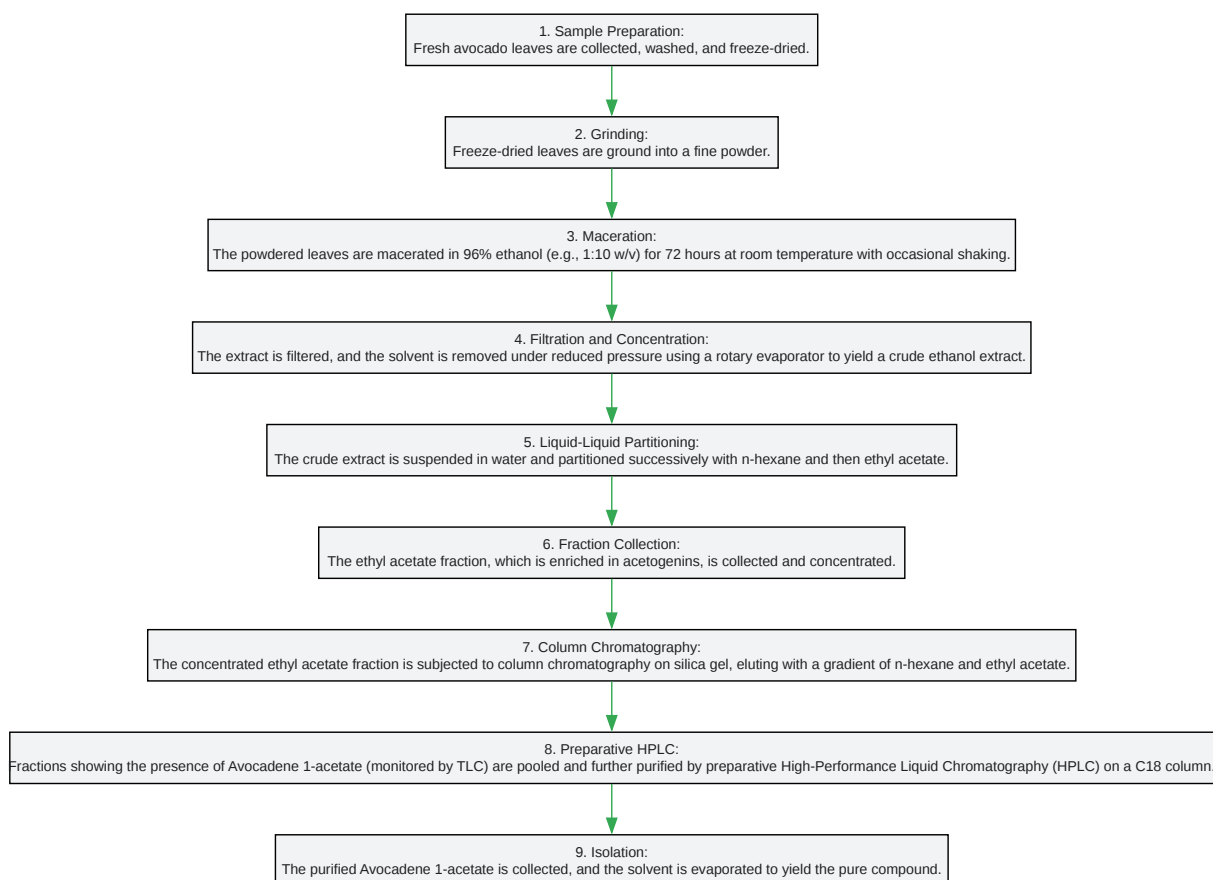 1. Sample Preparation:
Fresh avocado leaves are collected, washed, and freeze-dried.
2. Grinding:
Freeze-dried leaves are ground into a fine powder.
3. Maceration:
The powdered leaves are macerated in 96% ethanol (e.g., 1:10 w/v) for 72 hours at room temperature with occasional shaking.
4. Filtration and Concentration:
The extract is filtered, and the solvent is removed under reduced pressure using a rotary evaporator to yield a crude ethanol extract.
5. Liquid-Liquid Partitioning:
The crude extract is suspended in water and partitioned successively with n-hexane and then ethyl acetate.
6. Fraction Collection:
The ethyl acetate fraction, which is enriched in acetogenins, is collected and concentrated.
7. Column Chromatography:
The concentrated ethyl acetate fraction is subjected to column chromatography on silica gel, eluting with a gradient of n-hexane and ethyl acetate.
8. Preparative HPLC:
Fractions showing the presence of Avocadene 1-acetate (monitored by TLC) are pooled and further purified by preparative High-Performance Liquid Chromatography (HPLC) on a C18 column.
9. Isolation:
The purified Avocadene 1-acetate is collected, and the solvent is evaporated to yield the pure compound.